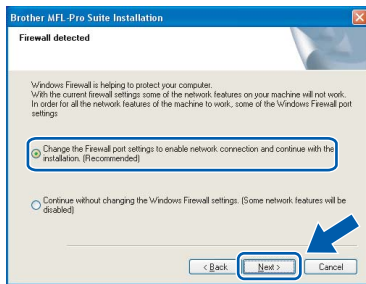 Brother MFL-Pro Suite Installation
Firewall detected
Windows Firewall is helping to protect your computer.
With the current firewall settings some of the network features on your machine will not work.
In order for all the network features of the machine to work, some of the Windows Firewall port
settings
Change the Firewall port settings to enable network connection and continue with the
installation. (Recommended)
Continue without changing the Windows Firewall settings. (Some network features will be
disabled)
< Back
Next >
Cancel